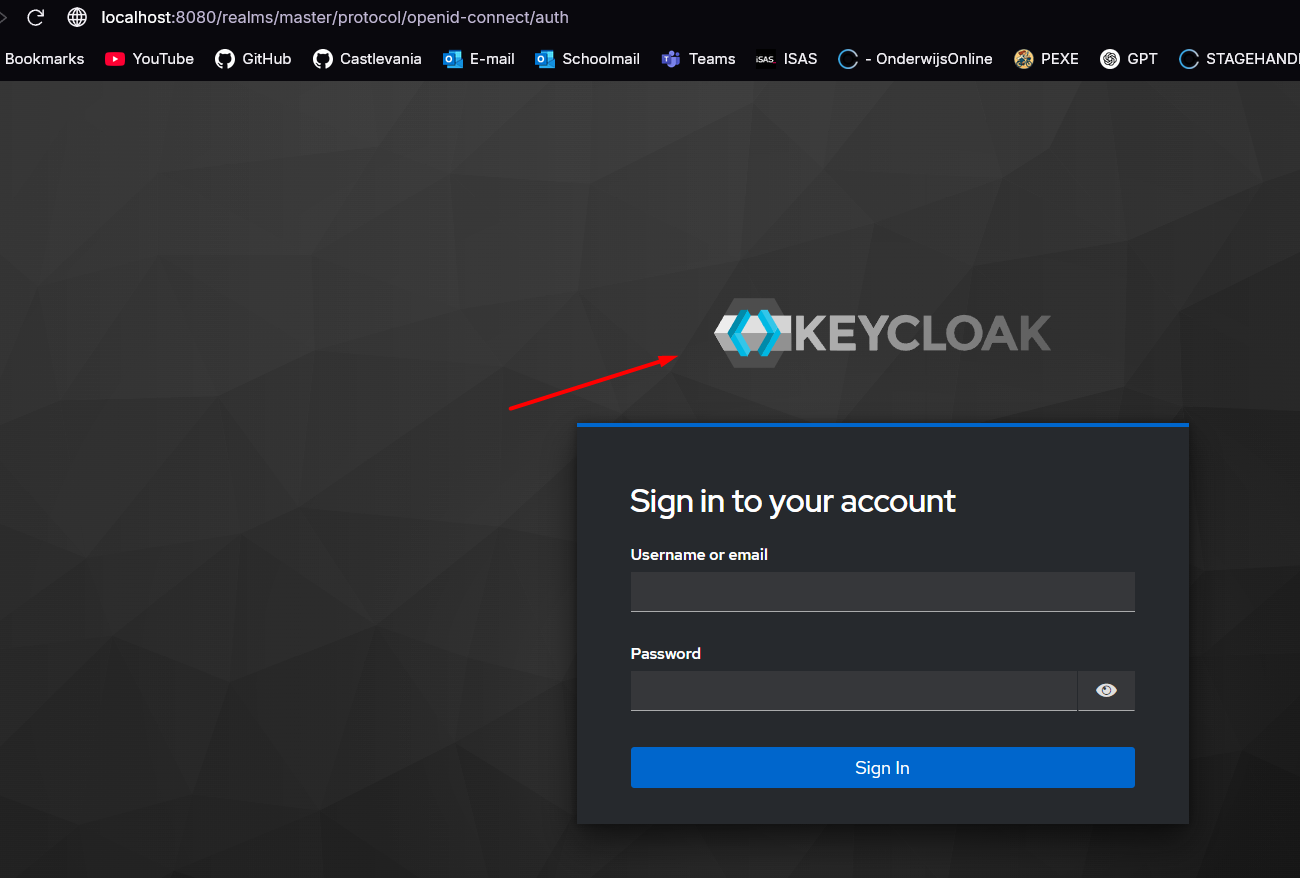 localhost:8080/realms/master/protocol/openid-connect/auth
Bookmarks YouTube GitHub Castlevania E-mail Schoolmail Teams iSAS ISAS - OnderwijsOnline PEXE GPT STAGEHANDI
KEYCLOAK
Sign in to your account
Username or email
Password
Sign In